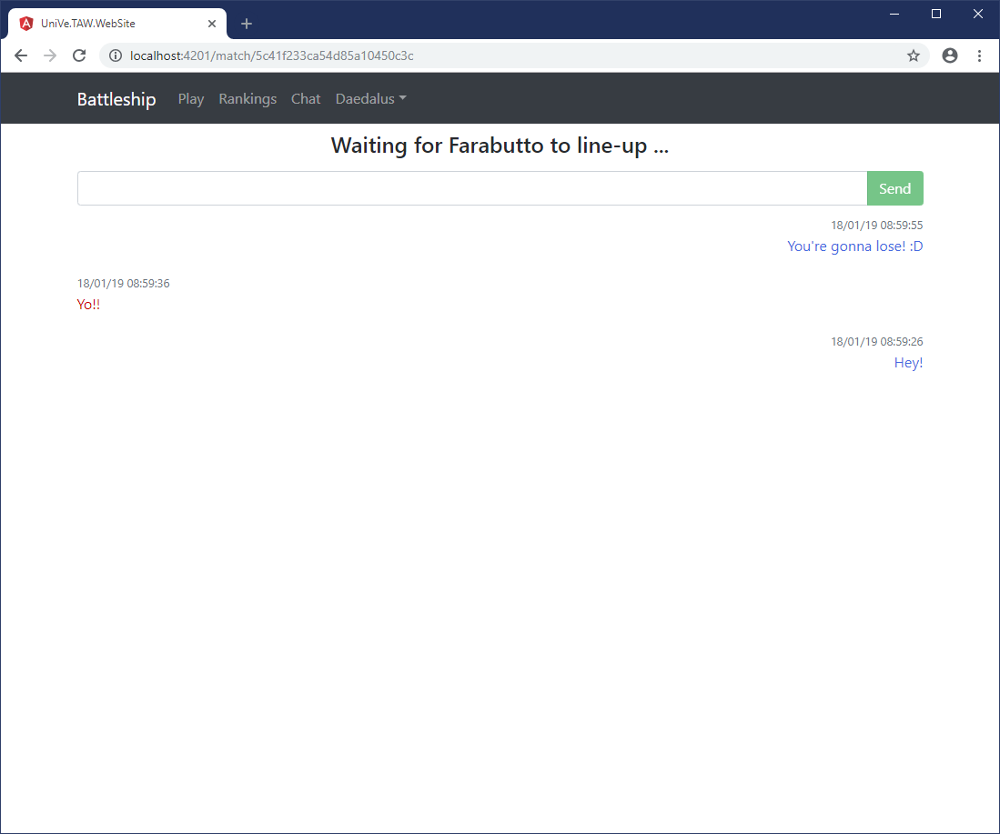 UniVe.TAW.WebSite
localhost:4201/match/5c41f233ca54d85a10450c3c
Battleship Play Rankings Chat Daedalus
Waiting for Farabutto to line-up ...
Send
18/01/19 08:59:55
You're gonna lose! :D
18/01/19 08:59:36
Yo!!
18/01/19 08:59:26
Hey!